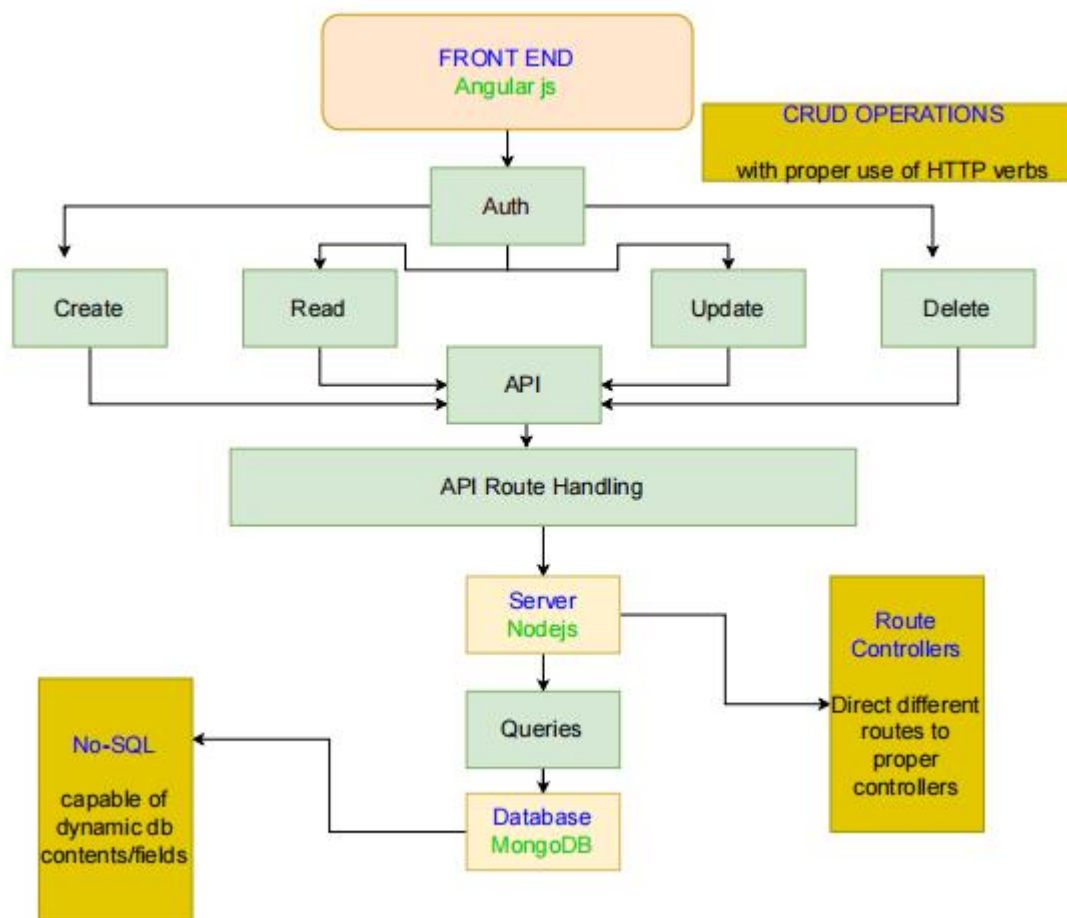 FRONT END
Angular js
CRUD OPERATIONS
with proper use of HTTP verbs
Auth
Create
Read
Update
Delete
API
API Route Handling
Server
Nodejs
Route
Controllers
Direct different
routes to
proper
controllers
Queries
No-SQL
capable of
dynamic db
contents/fields
Database
MongoDB